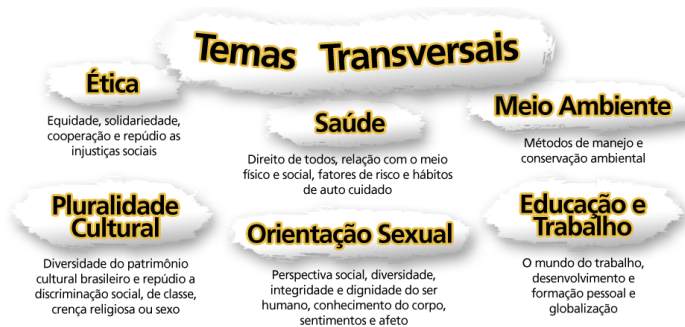 Temas Transversais
Ética
Equidade, solidariedade,
cooperação e repúdio as
injustiças sociais
Saúde
Direito de todos, relação com o meio
físico e social, fatores de risco e hábitos
de auto cuidado
Meio Ambiente
Métodos de manejo e
conservação ambiental
Pluralidade
Cultural
Diversidade do patrimônio
cultural brasileiro e repúdio a
discriminação social, de classe,
crença religiosa ou sexo
Orientação Sexual
Perspectiva social, diversidade,
integridade e dignidade do ser
humano, conhecimento do corpo,
sentimentos e afeto
Educação e
Trabalho
O mundo do trabalho,
desenvolvimento e
formação pessoal e
globalização